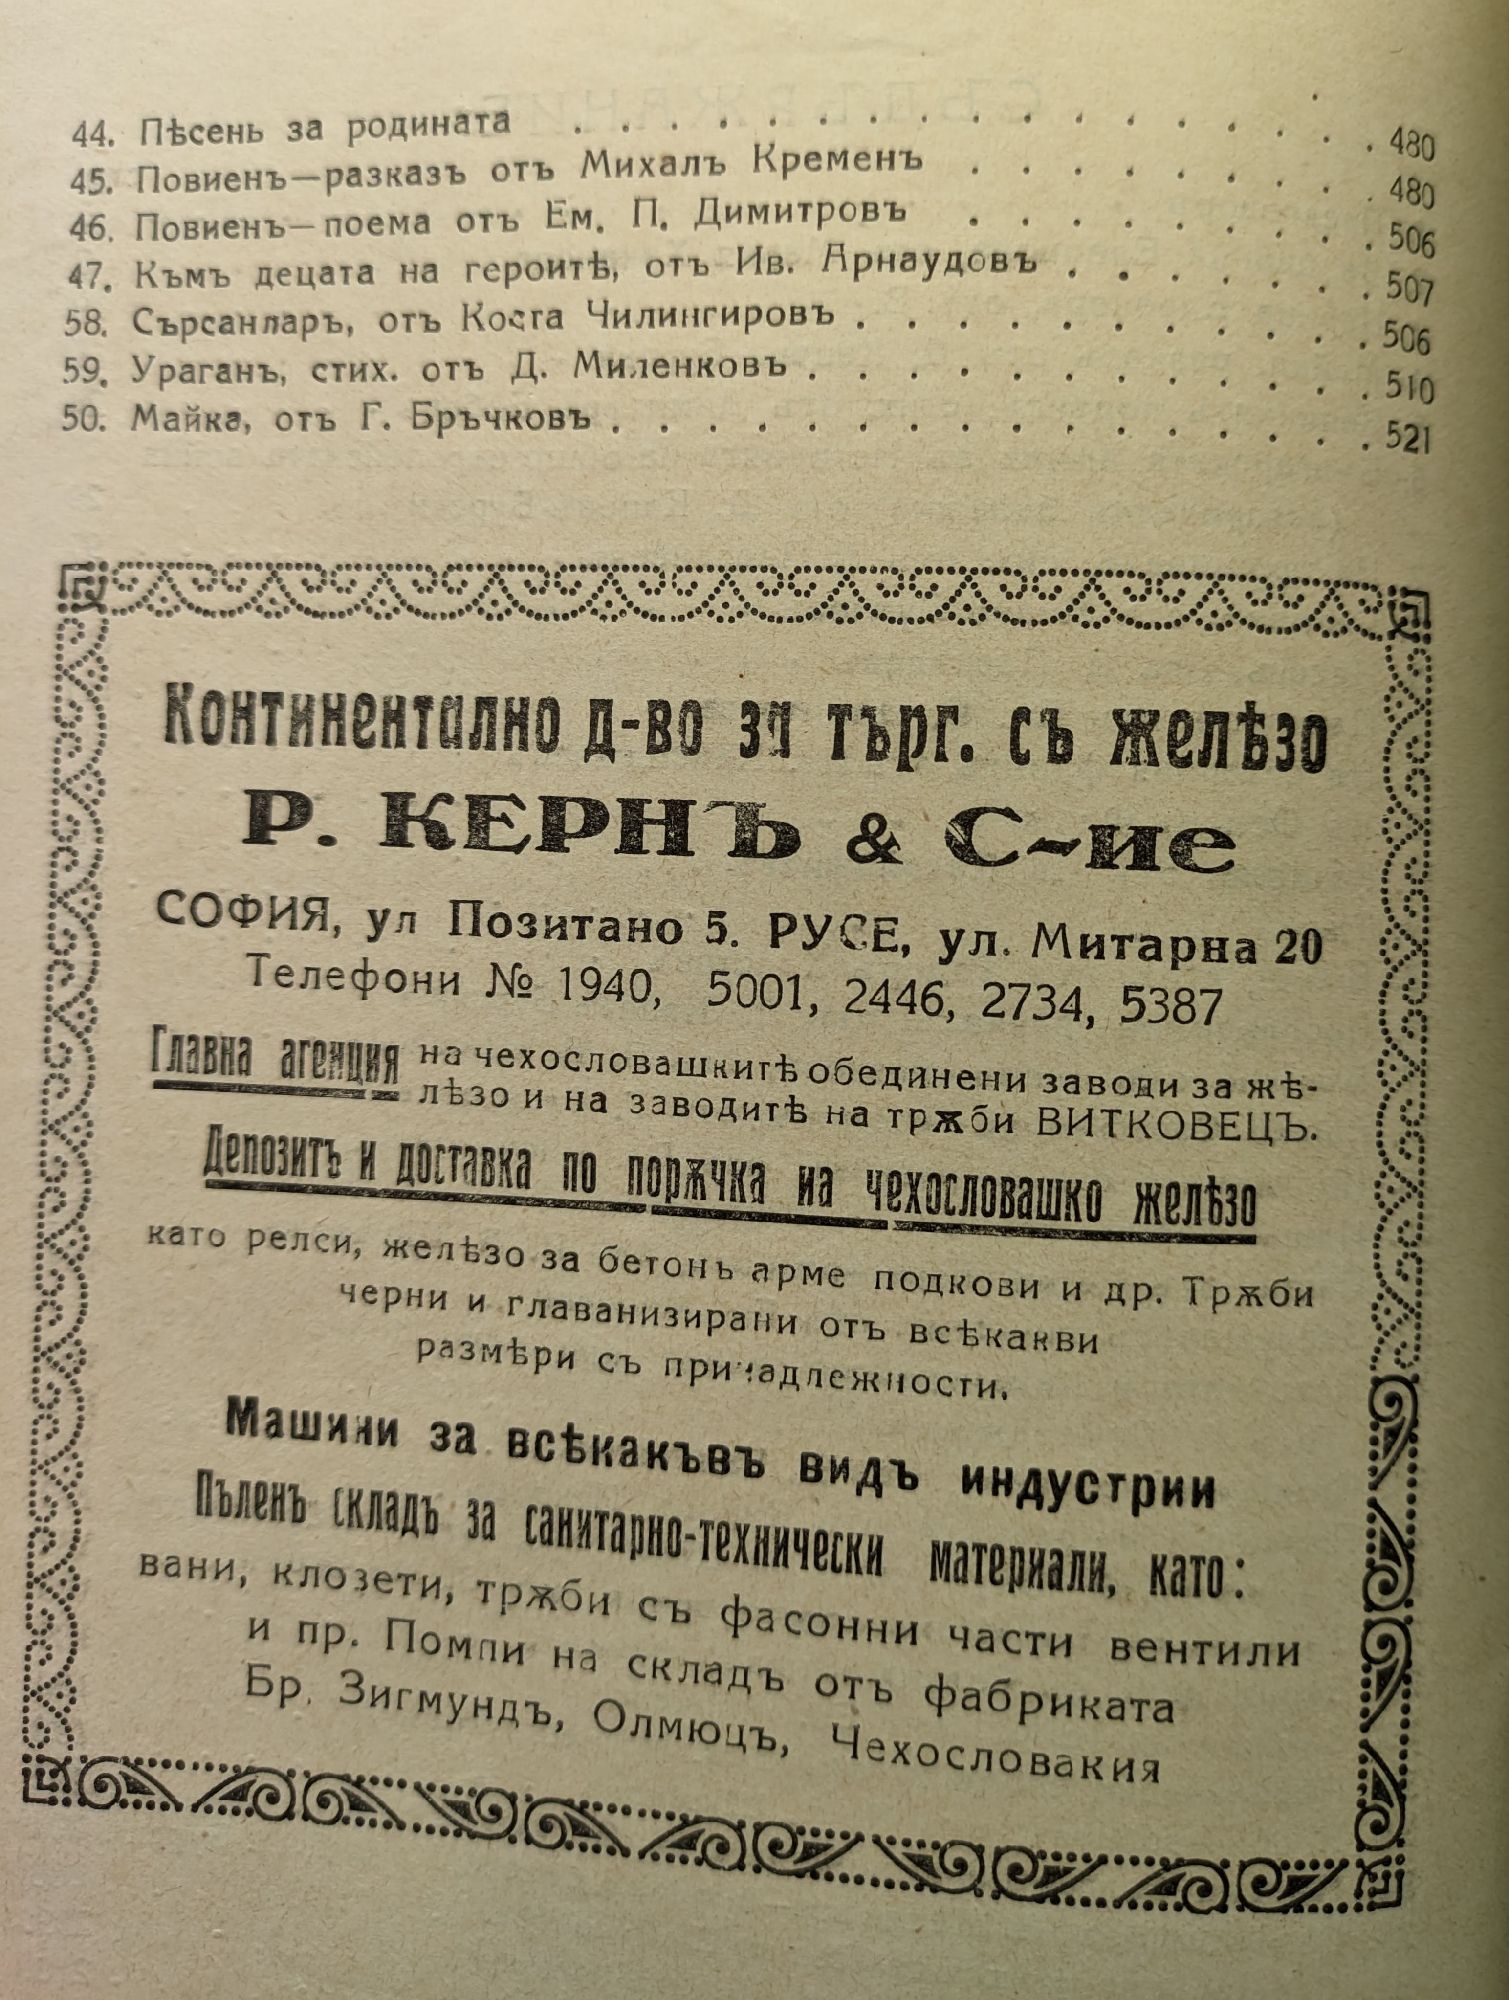 44. Пѣсень за родината . . . . . . . . . . . . . . . . . 480
45. Повиенъ—разказъ отъ Михалъ Кременъ . . . . . . . . . 480
46. Повиенъ—поема отъ Ем. П. Димитровъ . . . . . . . . . 506
47. Къмъ децата на героитѣ, отъ Ив. Арнаудовъ . . . . . . . 507
58. Сърсанларъ, отъ Коста Чилингировъ . . . . . . . . . . . 506
59. Ураганъ, стих. отъ Д. Миленковъ . . . . . . . . . . . . 510
50. Майка, отъ Г. Бръчковъ . . . . . . . . . . . . . . . . 521
Континентално д-во за търг. съ желѣзо
Р. КЕРНЪ & С-ие
СОФИЯ, ул Позитано 5. РУСЕ, ул. Митарна 20
Телефони № 1940, 5001, 2446, 2734, 5387
Главна агенция на чехословашкитѣ обединени заводи за жѣ-
лѣзо и на заводитѣ на трѫби ВИТКОВЕЦЪ.
Депозитъ и доставка по порѫчка на чехословашко желѣзо
като релси, желѣзо за бетонъ арме подкови и др. Трѫби
черни и главанизирани отъ всѣкакви
размѣри съ принадлежности.
Машини за всѣкакъвъ видъ индустрии
Пъленъ складъ за санитарно-технически материали, като:
вани, клозети, трѫби съ фасонни части вентили
и пр. Помпи на складъ отъ фабриката
Бр. Зигмундъ, Олмюцъ, Чехословакия